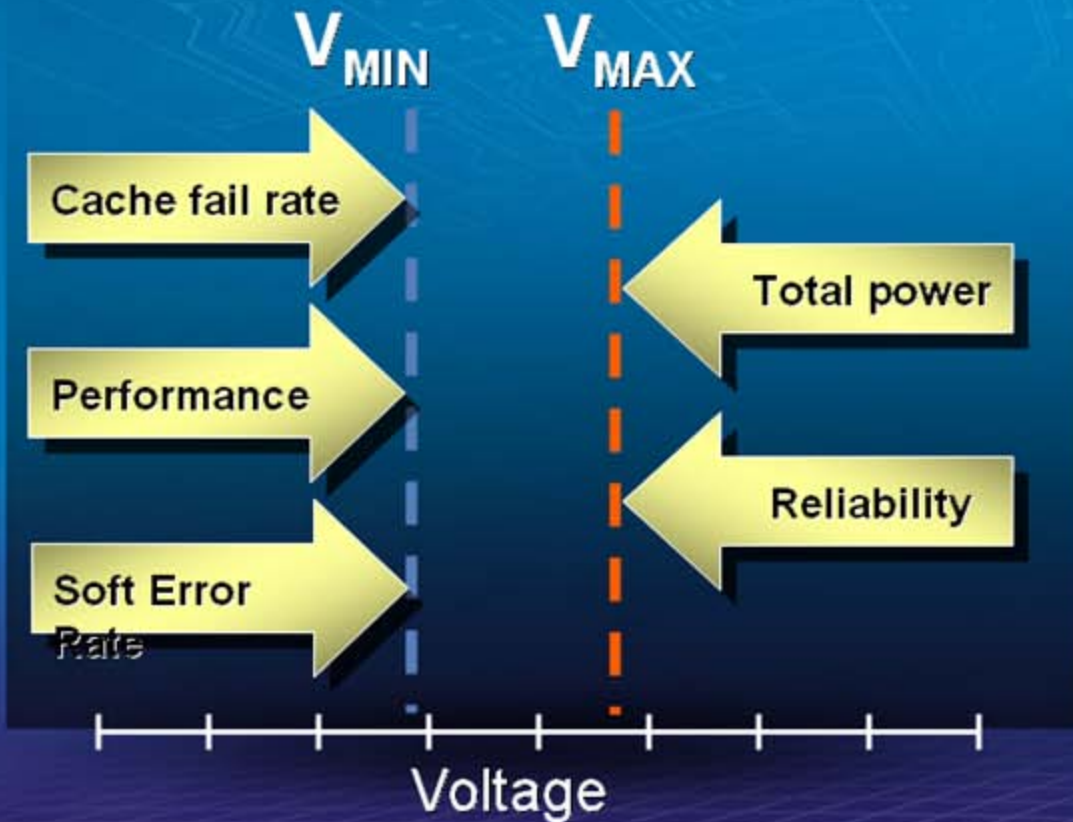 VMIN VMAX
Cache fail rate
Total power
Performance
Reliability
Soft Error
Rate
Voltage